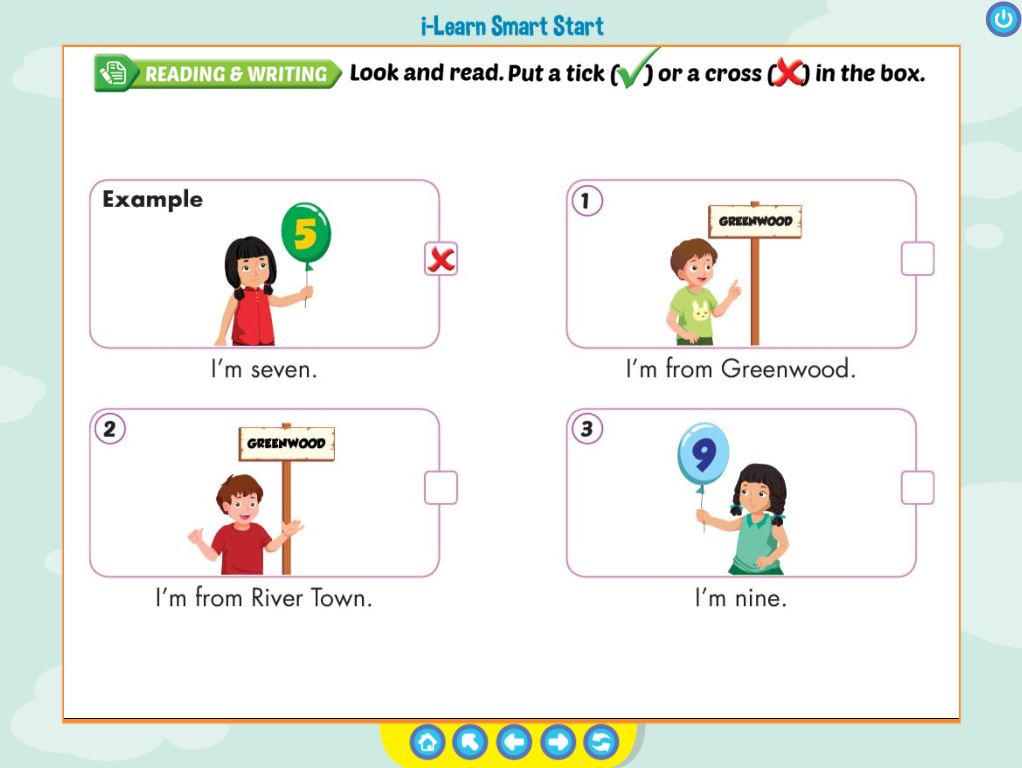 i-Learn Smart Start
READING & WRITING Look and read. Put a tick (✓) or a cross (✗) in the box.
Example
5
✗
I'm seven.
1
GREENWOOD
I'm from Greenwood.
2
GREENWOOD
I'm from River Town.
3
9
I'm nine.